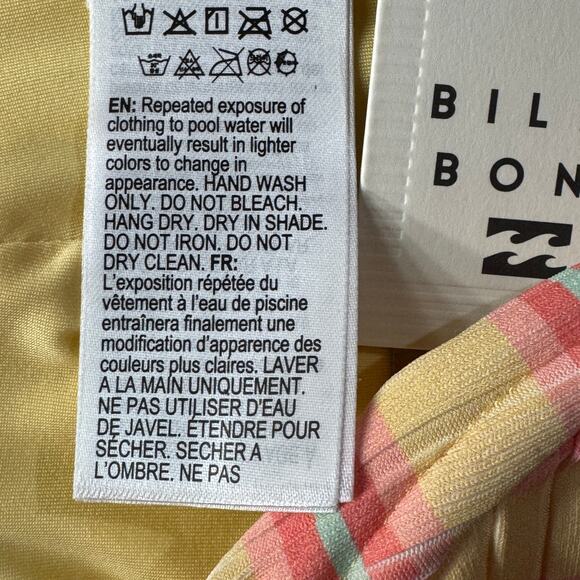 EN: Repeated exposure of
clothing to pool water will
eventually result in lighter
colors to change in
appearance. HAND WASH
ONLY. DO NOT BLEACH.
HANG DRY. DRY IN SHADE.
DO NOT IRON. DO NOT
DRY CLEAN. FR:
L'exposition répétée du
vêtement à l'eau de piscine
entraînera finalement une
modification d'apparence des
couleurs plus claires. LAVER
A LA MAIN UNIQUEMENT.
NE PAS UTILISER D'EAU
DE JAVEL. ÉTENDRE POUR
SÉCHER. SECHER A
L'OMBRE. NE PAS
BIL
BON